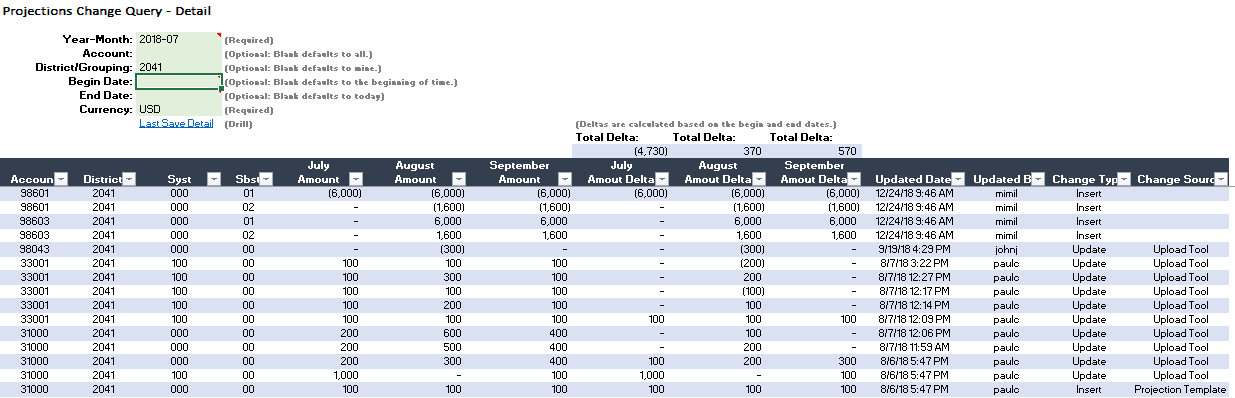 Projections Change Query - Detail
Year-Month: 2018-07 (Required)
Account: (Optional: Blank defaults to all.)
District/Grouping: 2041 (Optional: Blank defaults to mine.)
Begin Date: (Optional: Blank defaults to the beginning of time.)
End Date: (Optional: Blank defaults to today)
Currency: USD (Required)
Last Save Detail (Drill) (Deltas are calculated based on the begin and end dates.)
Total Delta: Total Delta: Total Delta:
(4,730) 370 570
July August September July August September
Accoun District Syst Sbst Amount Amount Amount Amout Delta Amout Delta Amout Delta Updated Date Updated B Change Typ Change Sourc
98601 2041 000 01 (6,000) (6,000) (6,000) (6,000) (6,000) (6,000) 12/24/18 9:46 AM mimil Insert
98601 2041 000 02 - (1,600) (1,600) - (1,600) (1,600) 12/24/18 9:46 AM mimil Insert
98603 2041 000 01 - 6,000 6,000 - 6,000 6,000 12/24/18 9:46 AM mimil Insert
98603 2041 000 02 - 1,600 1,600 - 1,600 1,600 12/24/18 9:46 AM mimil Insert
98043 2041 000 00 - (300) - - (300) - 9/19/18 4:29 PM johnj Update Upload Tool
33001 2041 100 00 100 100 100 - (200) - 8/7/18 3:22 PM paulc Update Upload Tool
33001 2041 100 00 100 300 100 - 200 - 8/7/18 12:27 PM paulc Update Upload Tool
33001 2041 100 00 100 100 100 - (100) - 8/7/18 12:17 PM paulc Update Upload Tool
33001 2041 100 00 100 200 100 - 100 - 8/7/18 12:14 PM paulc Update Upload Tool
33001 2041 100 00 100 100 100 100 100 100 8/7/18 12:09 PM paulc Update Upload Tool
31000 2041 000 00 200 600 400 - 100 - 8/7/18 12:06 PM paulc Update Upload Tool
31000 2041 000 00 200 500 400 - 200 - 8/7/18 11:59 AM paulc Update Upload Tool
31000 2041 000 00 200 300 400 100 200 300 8/6/18 5:47 PM paulc Update Upload Tool
31000 2041 100 00 1,000 - 100 1,000 - 100 8/6/18 5:47 PM paulc Update Upload Tool
31000 2041 000 00 100 100 100 100 100 100 8/6/18 5:47 PM paulc Insert Projection Template